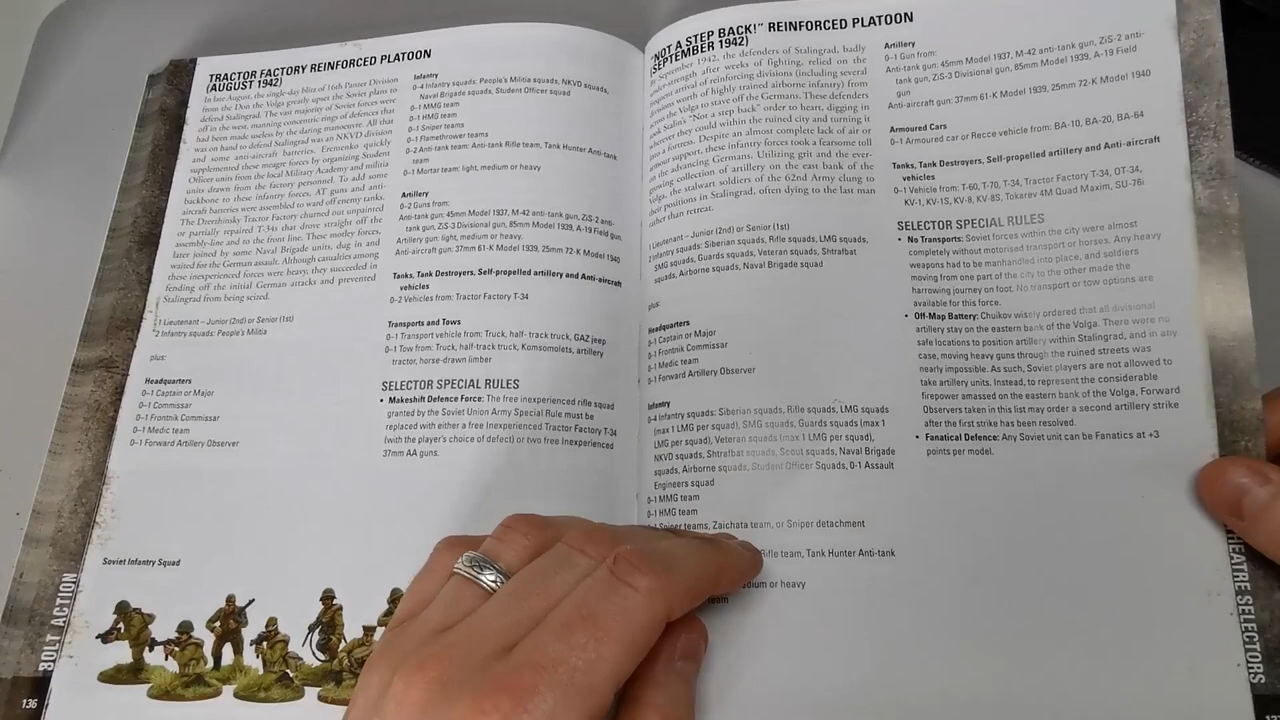 TRACTOR FACTORY REINFORCED PLATOON
(AUGUST 1942)
In late August, the single-day blitz of 16th Panzer Division
from the Don to the Volga greatly upset the Soviet plans to
defend Stalingrad. The vast majority of Soviet forces were
off in the west, manning concentric rings of defences that
had been made useless by the daring manoeuvre. All that
was on hand to defend Stalingrad was an NKVD division
and some anti-aircraft batteries. Eremenko quickly
supplemented these meagre forces by organizing Student
Officer units from the local Military Academy and militia
units drawn from the factory personnel. To add some
backbone to these infantry forces, AT guns and anti-
aircraft batteries were assembled to ward off enemy tanks.
The Dzerzhinsky Tractor Factory churned out unpainted
or partially repaired T-34s that drove straight off the
assembly-line and to the front line. These motley forces,
later joined by some Naval Brigade units, dug in and
waited for the German assault. Although casualties among
these inexperienced forces were heavy, they succeeded in
fending off the initial German attacks and prevented
Stalingrad from being seized.
1 Lieutenant – Junior (2nd) or Senior (1st)
2 Infantry squads: People's Militia
plus:
Headquarters
0–1 Captain or Major
0–1 Commissar
0–1 Frontnik Commissar
0–1 Medic team
0–1 Forward Artillery Observer
Soviet Infantry Squad
BOLT ACTION
136
Infantry
0–4 Infantry squads: People's Militia squads, NKVD squads,
Naval Brigade squads, Student Officer squad
0–1 MMG team
0–1 HMG team
0–1 Sniper teams
0–1 Flamethrower teams
0–2 Anti-tank team: Anti-tank Rifle team, Tank Hunter Anti-tank
team
0–1 Mortar team: light, medium or heavy
Artillery
0–2 Guns from:
Anti-tank gun: 45mm Model 1937, M-42 anti-tank gun, ZiS-2 anti-
tank gun, ZiS-3 Divisional gun, 85mm Model 1939, A-19 Field gun,
Artillery gun: light, medium or heavy.
Anti-aircraft gun: 37mm 61-K Model 1939, 25mm 72-K Model 1940
Tanks, Tank Destroyers, Self-propelled artillery and Anti-aircraft
vehicles
0–2 Vehicles from: Tractor Factory T-34
Transports and Tows
0–1 Transport vehicle from: Truck, half- track truck, GAZ jeep
0–1 Tow from: Truck, half-track truck, Komsomolets, artillery
tractor, horse-drawn limber
SELECTOR SPECIAL RULES
• Makeshift Defence Force: The free inexperienced rifle squad
granted by the Soviet Union Army Special Rule must be
replaced with either a free Inexperienced Tractor Factory T-34
(with the player's choice of defect) or two free Inexperienced
37mm AA guns.
"NOT A STEP BACK!" REINFORCED PLATOON
(SEPTEMBER 1942)
September 1942, the defenders of Stalingrad, badly
under-strength after weeks of fighting, relied on the
frequent arrival of reinforcing divisions (including several
divisions worth of highly trained airborne infantry) from
across the Volga to stave off the Germans. These defenders
took Stalin's "Not a step back" order to heart, digging in
wherever they could within the ruined city and turning it
into a fortress. Despite an almost complete lack of air or
armour support, these infantry forces took a fearsome toll
on the advancing Germans. Utilizing grit and the ever-
growing collection of artillery on the east bank of the
Volga, the stalwart soldiers of the 62nd Army clung to
their positions in Stalingrad, often dying to the last man
rather than retreat.
1 Lieutenant – Junior (2nd) or Senior (1st)
2 Infantry squads: Siberian squads, Rifle squads, LMG squads,
SMG squads, Guards squads, Veteran squads, Shtrafbat
squads, Airborne squads, Naval Brigade squad
plus:
Headquarters
0–1 Captain or Major
0–1 Frontnik Commissar
0–1 Medic team
0–1 Forward Artillery Observer
Infantry
0–4 Infantry squads: Siberian squads, Rifle squads, LMG squads
(max 1 LMG per squad), SMG squads, Guards squads (max 1
LMG per squad), Veteran squads (max 1 LMG per squad),
NKVD squads, Shtrafbat squads, Scout squads, Naval Brigade
squads, Airborne squads, Student Officer Squads, 0-1 Assault
Engineers squad
0–1 MMG team
0–1 HMG team
Sniper teams, Zaichata team, or Sniper detachment
Rifle team, Tank Hunter Anti-tank
or heavy
team
Artillery
0–1 Gun from:
Anti-tank gun: 45mm Model 1937, M-42 anti-tank gun, ZiS-2 anti-
tank gun, ZiS-3 Divisional gun, 85mm Model 1939, A-19 Field
gun
Anti-aircraft gun: 37mm 61-K Model 1939, 25mm 72-K Model 1940
Armoured Cars
0–1 Armoured car or Recce vehicle from: BA-10, BA-20, BA-64
Tanks, Tank Destroyers, Self-propelled artillery and Anti-aircraft
vehicles
0–1 Vehicle from: T-60, T-70, T-34, Tractor Factory T-34, OT-34,
KV-1, KV-1S, KV-8, KV-8S, Tokarev 4M Quad Maxim, SU-76i
SELECTOR SPECIAL RULES
• No Transports: Soviet forces within the city were almost
completely without motorised transport or horses. Any heavy
weapons had to be manhandled into place, and soldiers
moving from one part of the city to the other made the
harrowing journey on foot. No transport or tow options are
available for this force.
• Off-Map Battery: Chuikov wisely ordered that all divisional
artillery stay on the eastern bank of the Volga. There were no
safe locations to position artillery within Stalingrad, and in any
case, moving heavy guns through the ruined streets was
nearly impossible. As such, Soviet players are not allowed to
take artillery units. Instead, to represent the considerable
firepower amassed on the eastern bank of the Volga, Forward
Observers taken in this list may order a second artillery strike
after the first strike has been resolved.
• Fanatical Defence: Any Soviet unit can be Fanatics at +3
points per model.
THEATRE SELECTORS